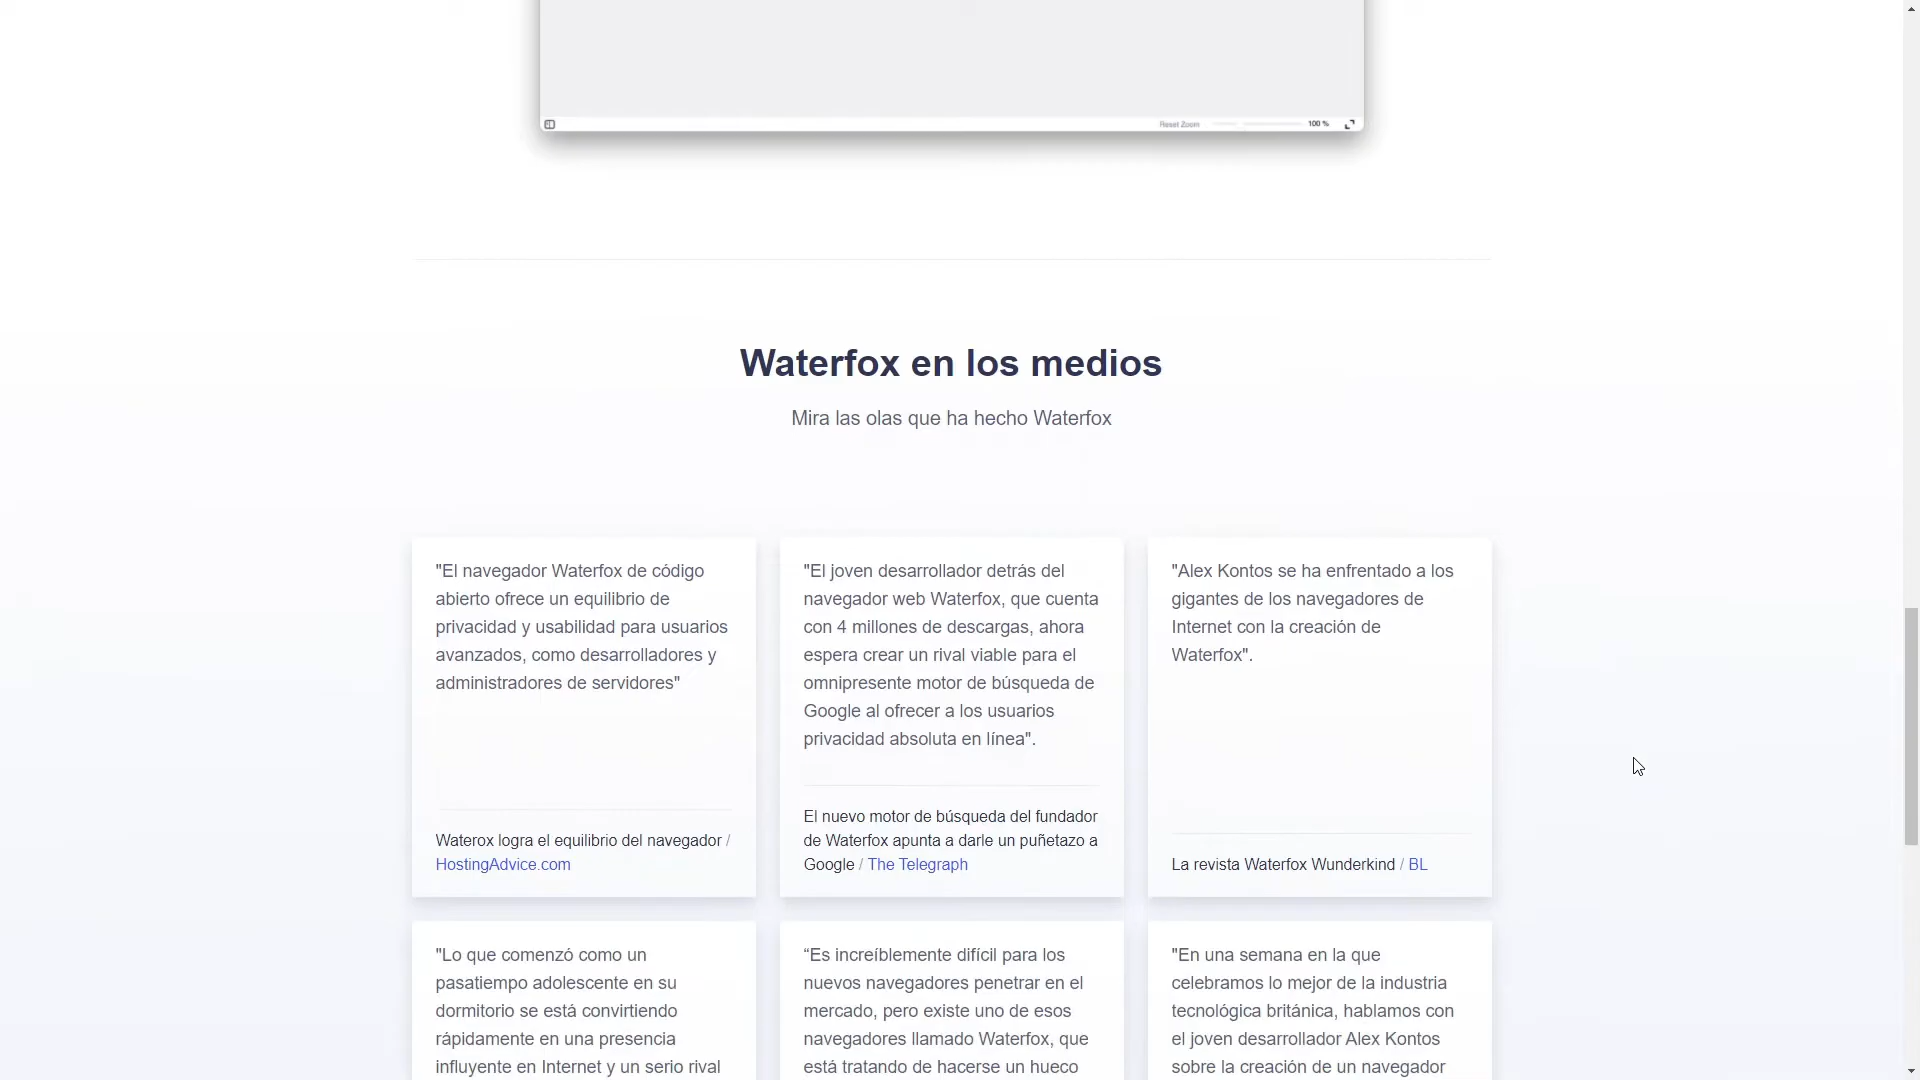 Reset Zoom 100 %
Waterfox en los medios
Mira las olas que ha hecho Waterfox
"El navegador Waterfox de código
abierto ofrece un equilibrio de
privacidad y usabilidad para usuarios
avanzados, como desarrolladores y
administradores de servidores"
Waterox logra el equilibrio del navegador /
HostingAdvice.com
"El joven desarrollador detrás del
navegador web Waterfox, que cuenta
con 4 millones de descargas, ahora
espera crear un rival viable para el
omnipresente motor de búsqueda de
Google al ofrecer a los usuarios
privacidad absoluta en línea".
El nuevo motor de búsqueda del fundador
de Waterfox apunta a darle un puñetazo a
Google / The Telegraph
"Alex Kontos se ha enfrentado a los
gigantes de los navegadores de
Internet con la creación de
Waterfox".
La revista Waterfox Wunderkind / BL
"Lo que comenzó como un
pasatiempo adolescente en su
dormitorio se está convirtiendo
rápidamente en una presencia
influyente en Internet y un serio rival
“Es increíblemente difícil para los
nuevos navegadores penetrar en el
mercado, pero existe uno de esos
navegadores llamado Waterfox, que
está tratando de hacerse un hueco
"En una semana en la que
celebramos lo mejor de la industria
tecnológica británica, hablamos con
el joven desarrollador Alex Kontos
sobre la creación de un navegador